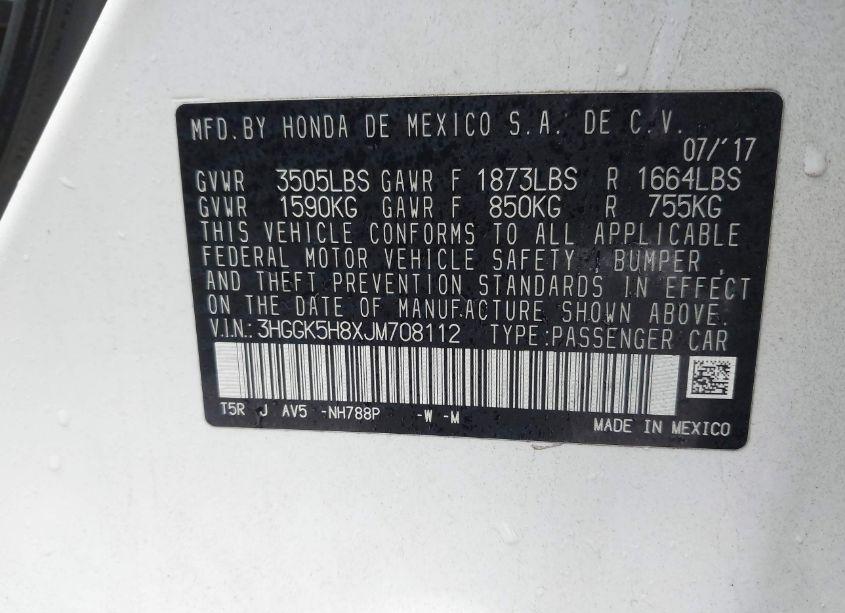 MFD.BY HONDA DE MEXICO S.A. DE C.V.
07/'17
GVWR 3505LBS GAWR F 1873LBS R 1664LBS
GVWR 1590KG GAWR F 850KG R 755KG
THIS VEHICLE CONFORMS TO ALL APPLICABLE
FEDERAL MOTOR VEHICLE SAFETY , BUMPER ,
AND THEFT PREVENTION STANDARDS IN EFFECT
ON THE DATE OF MANUFACTURE SHOWN ABOVE.
V.I.N.: 3HGGK5H8XJM708112 TYPE:PASSENGER CAR
T5R J AV5 -NH788P -W -M
MADE IN MEXICO